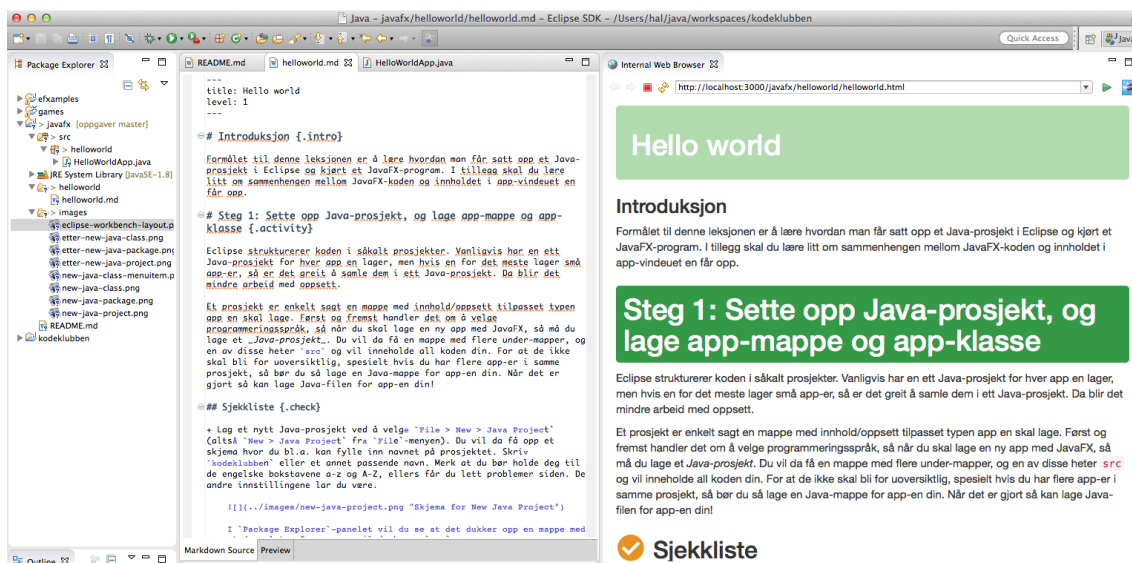 Java – javafx/helloworld/helloworld.md – Eclipse SDK – /Users/hal/java/workspaces/kodeklubben
Quick Access
Java
Package Explorer
efxamples
games
> javafx [oppgaver master]
> src
> helloworld
> HelloWorldApp.java
JRE System Library [JavaSE-1.8]
> helloworld
helloworld.md
> images
eclipse-workbench-layout.p
etter-new-java-class.png
etter-new-java-package.png
etter-new-java-project.png
new-java-class-menuitem.p
new-java-class.png
new-java-package.png
new-java-project.png
README.md
kodeklubben
Outline
README.md
helloworld.md
HelloWorldApp.java
---
title: Hello world
level: 1
---
# Introduksjon {.intro}
Formålet til denne leksjonen er å lære hvordan man får satt opp et Java-
prosjekt i Eclipse og kjørt et JavaFX-program. I tillegg skal du lære
litt om sammenhengen mellom JavaFX-koden og innholdet i app-vinduet en
får opp.
# Steg 1: Sette opp Java-prosjekt, og lage app-mappe og app-
klasse {.activity}
Eclipse strukturerer koden i såkalt prosjekter. Vanligvis har en ett
Java-prosjekt for hver app en lager, men hvis en for det meste lager små
app-er, så er det greit å samle dem i ett Java-prosjekt. Da blir det
mindre arbeid med oppsett.
Et prosjekt er enkelt sagt en mappe med innhold/oppsett tilpasset typen
app en skal lage. Først og fremst handler det om å velge
programmeringsspråk, så når du skal lage en ny app med JavaFX, så må du
lage et _Java-prosjekt_. Du vil da få en mappe med flere under-mapper, og
en av disse heter `src` og vil inneholde all koden din. For at de ikke
skal bli for uoversiktlig, spesielt hvis du har flere app-er i samme
prosjekt, så bør du så lage en Java-mappe for app-en din. Når det er
gjort så kan lage Java-filen for app-en din!
## Sjekkliste {.check}
+ Lag et nytt Java-prosjekt ved å velge `File > New > Java Project`
(altså `New > Java Project` fra `File`-menyen). Du vil da få opp et
skjema hvor du bl.a. kan fylle inn navnet på prosjektet. Skriv
`kodeklubben` eller et annet passende navn. Merk at du bør holde deg til
de engelske bokstavene a-z og A-Z, ellers får du lett problemer siden. De
andre instillingene lar du være.
![](../images/new-java-project.png "Skjema for New Java Project")
I `Package Explorer`-panelet vil du se at det dukker opp en mappe med
Markdown Source
Preview
Internal Web Browser
http://localhost:3000/javafx/helloworld/helloworld.html
Hello world
Introduksjon
Formålet til denne leksjonen er å lære hvordan man får satt opp et Java-prosjekt i Eclipse og kjørt et
JavaFX-program. I tillegg skal du lære litt om sammenhengen mellom JavaFX-koden og innholdet i
app-vindeuet en får opp.
Steg 1: Sette opp Java-prosjekt, og
lage app-mappe og app-klasse
Eclipse strukturerer koden i såkalt prosjekter. Vanligvis har en ett Java-prosjekt for hver app en lager,
men hvis en for det meste lager små app-er, så er det greit å samle dem i ett Java-prosjekt. Da blir det
mindre arbeid med oppsett.
Et prosjekt er enkelt sagt en mappe med innhold/oppsett tilpasset typen app en skal lage. Først og
fremst handler det om å velge programmeringsspråk, så når du skal lage en ny app med JavaFX, så
må du lage et Java-prosjekt. Du vil da få en mappe med flere under-mapper, og en av disse heter src
og vil inneholde all koden din. For at de ikke skal bli for uoversiktlig, spesielt hvis du har flere app-er i
samme prosjekt, så bør du så lage en Java-mappe for app-en din. Når det er gjort så kan lage Java-
filen for app-en din!
Sjekkliste